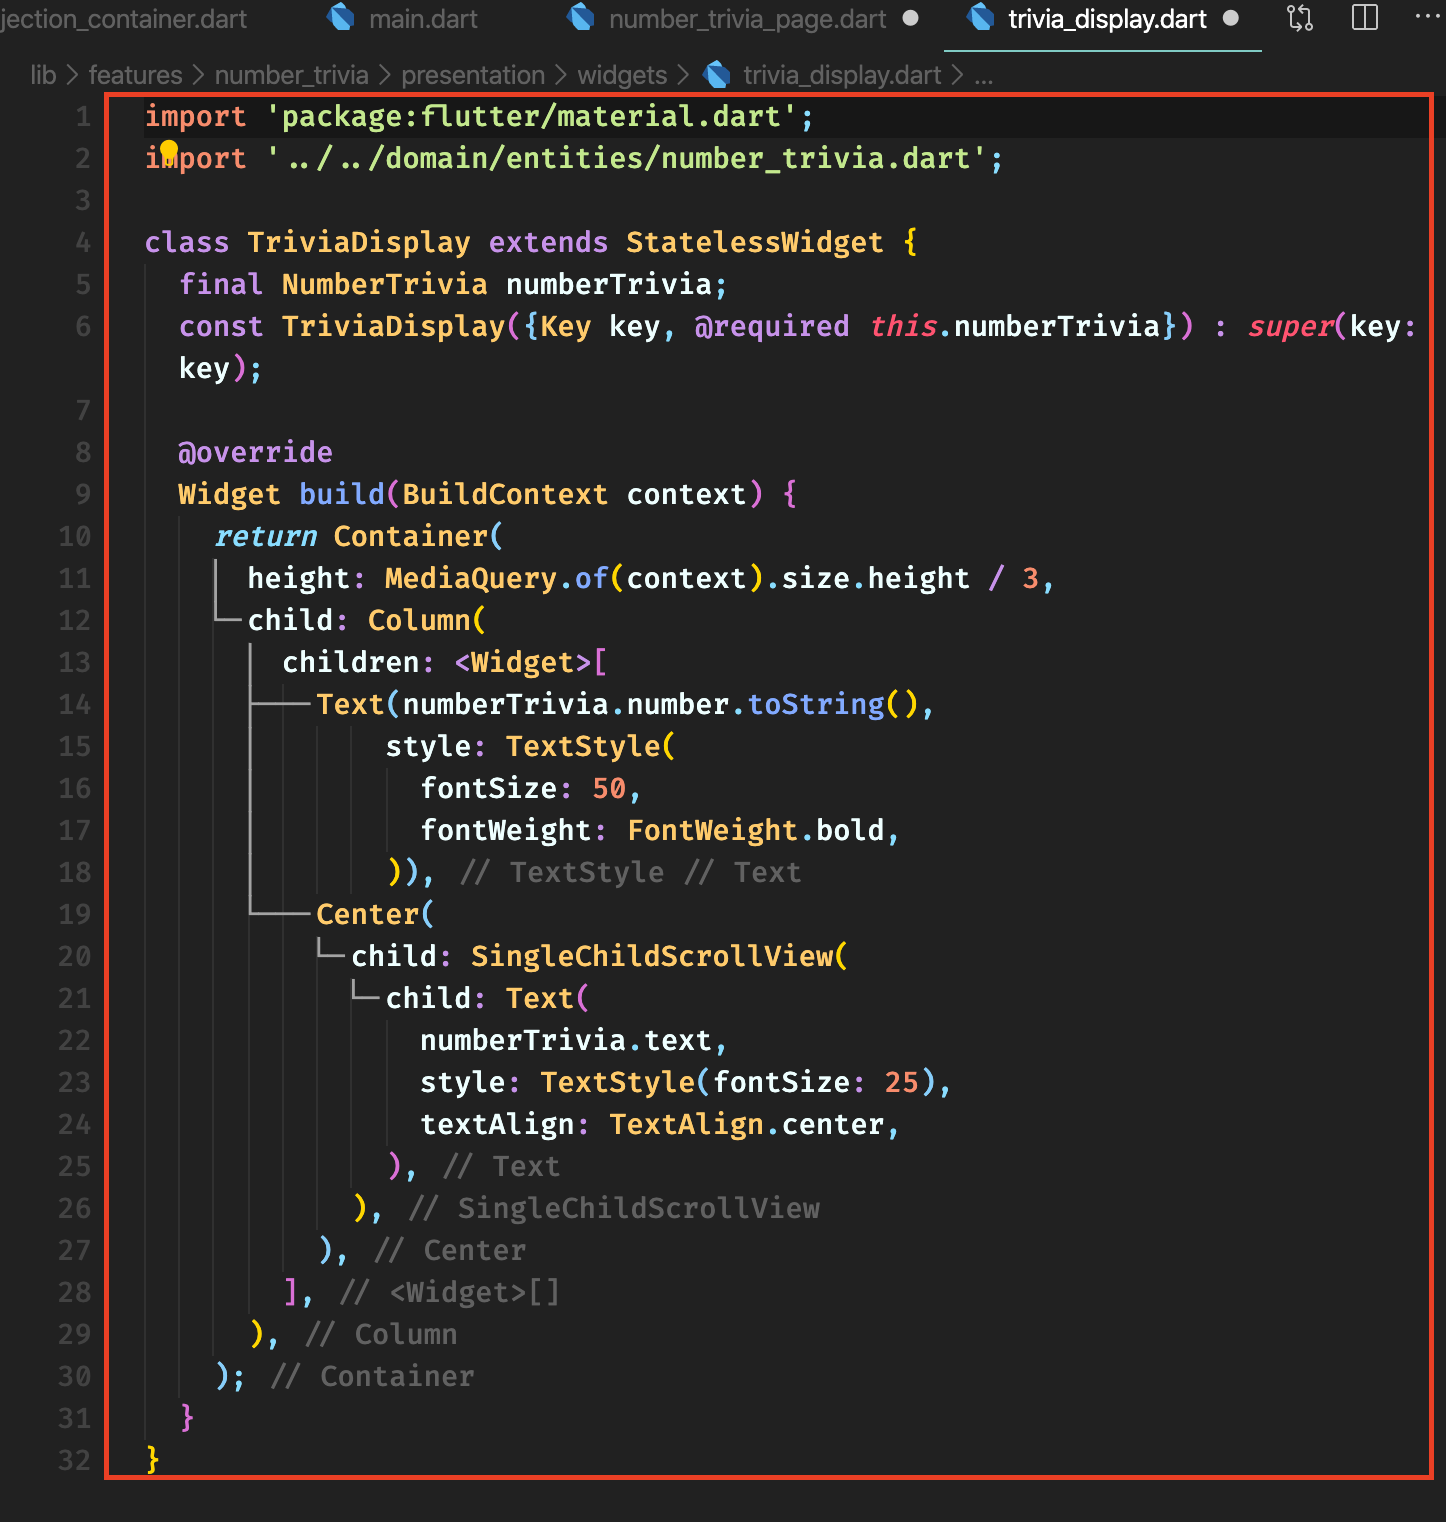 jection_container.dart main.dart number_trivia_page.dart trivia_display.dart ...
lib > features > number_trivia > presentation > widgets > trivia_display.dart > ...
1 import 'package:flutter/material.dart';
2 import '../../domain/entities/number_trivia.dart';
3
4 class TriviaDisplay extends StatelessWidget {
5 final NumberTrivia numberTrivia;
6 const TriviaDisplay({Key key, @required this.numberTrivia}) : super(key:
key);
7
8 @override
9 Widget build(BuildContext context) {
10 return Container(
11 height: MediaQuery.of(context).size.height / 3,
12 child: Column(
13 children: <Widget>[
14 Text(numberTrivia.number.toString(),
15 style: TextStyle(
16 fontSize: 50,
17 fontWeight: FontWeight.bold,
18 )), // TextStyle // Text
19 Center(
20 child: SingleChildScrollView(
21 child: Text(
22 numberTrivia.text,
23 style: TextStyle(fontSize: 25),
24 textAlign: TextAlign.center,
25 ), // Text
26 ), // SingleChildScrollView
27 ), // Center
28 ], // <Widget>[]
29 ), // Column
30 ); // Container
31 }
32 }